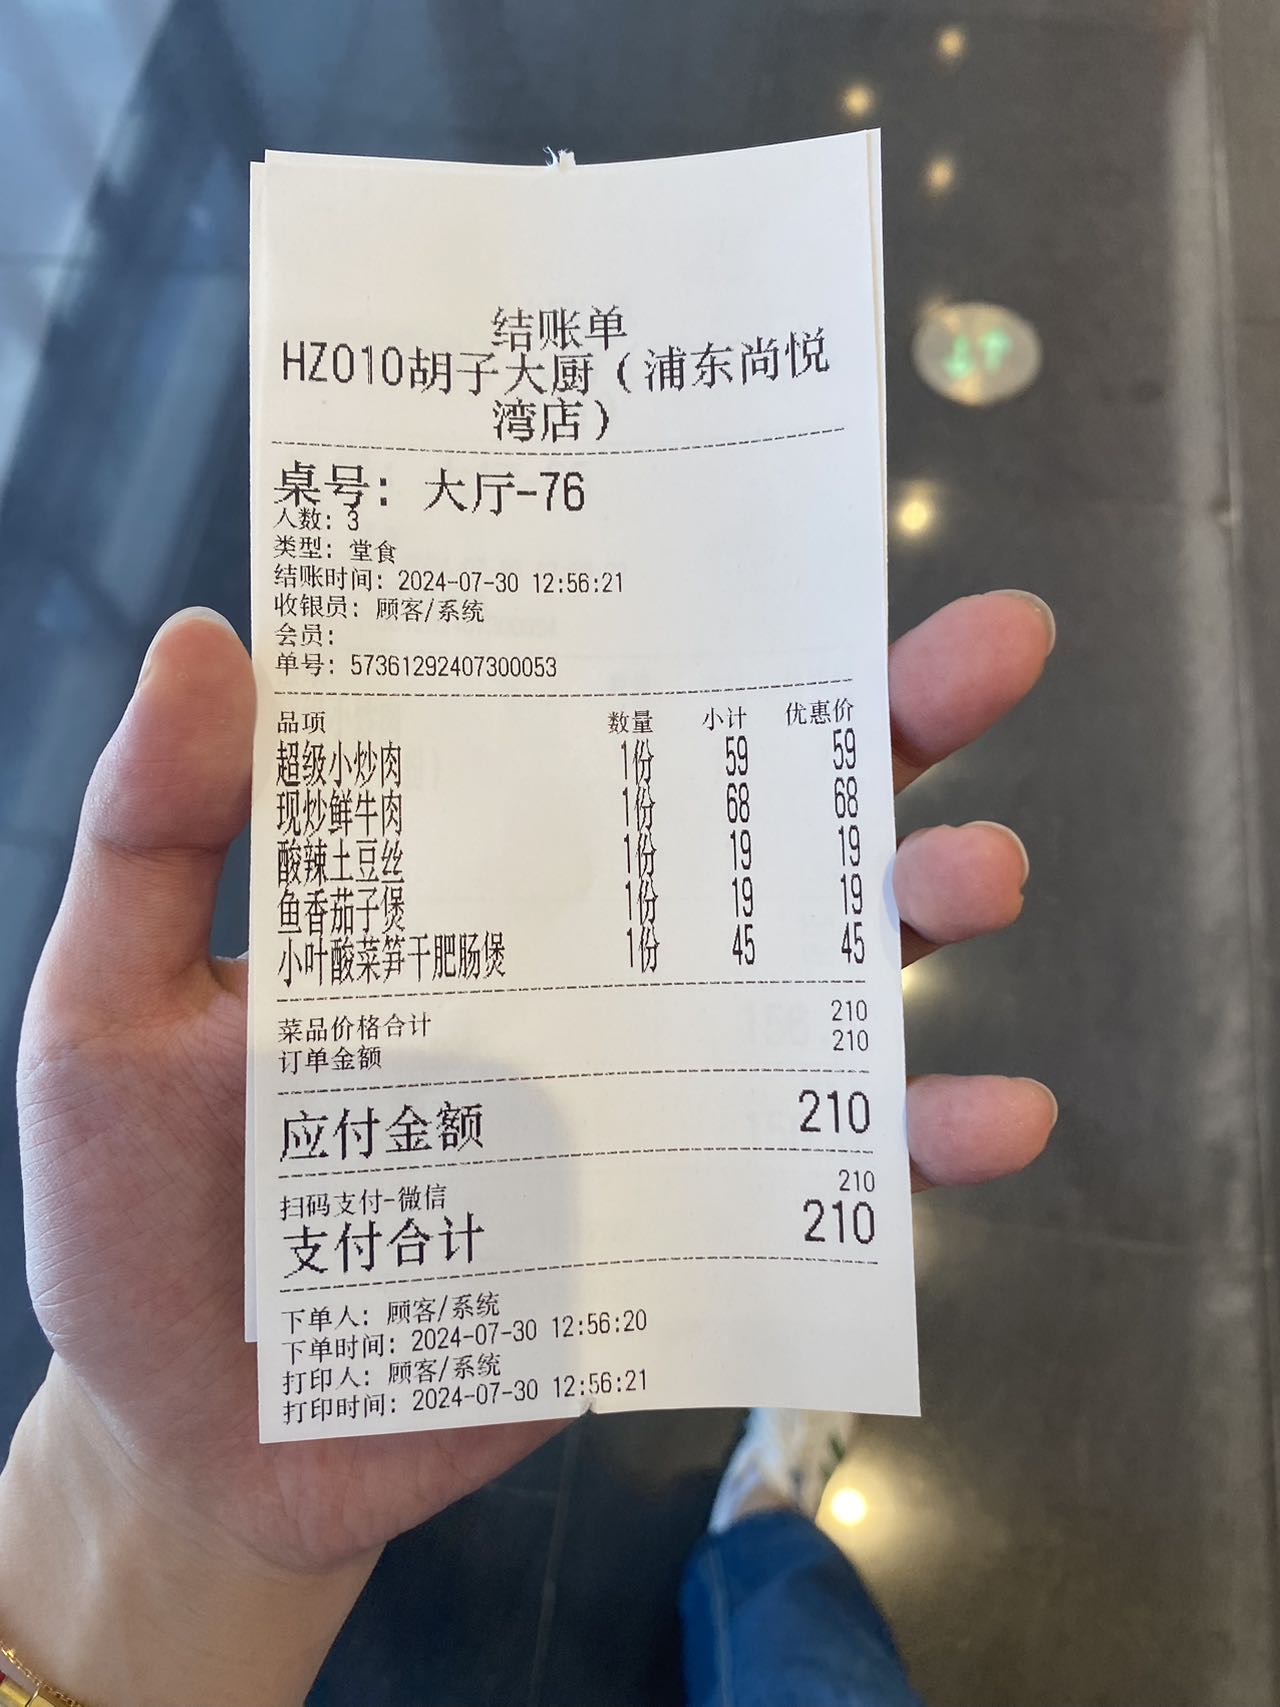 结账单
HZ010胡子大厨（浦东尚悦
湾店）
桌号：大厅-76
人数：3
类型：堂食
结账时间：2024-07-30 12:56:21
收银员：顾客/系统
会员：
单号：57361292407300053
品项 数量 小计 优惠价
超级小炒肉 1份 59 59
现炒鲜牛肉 1份 68 68
酸辣土豆丝 1份 19 19
鱼香茄子煲 1份 19 19
小叶酸菜笋干肥肠煲 1份 45 45
菜品价格合计 210
订单金额 210
应付金额 210
扫码支付-微信 210
支付合计 210
下单人：顾客/系统
下单时间：2024-07-30 12:56:20
打印人：顾客/系统
打印时间：2024-07-30 12:56:21